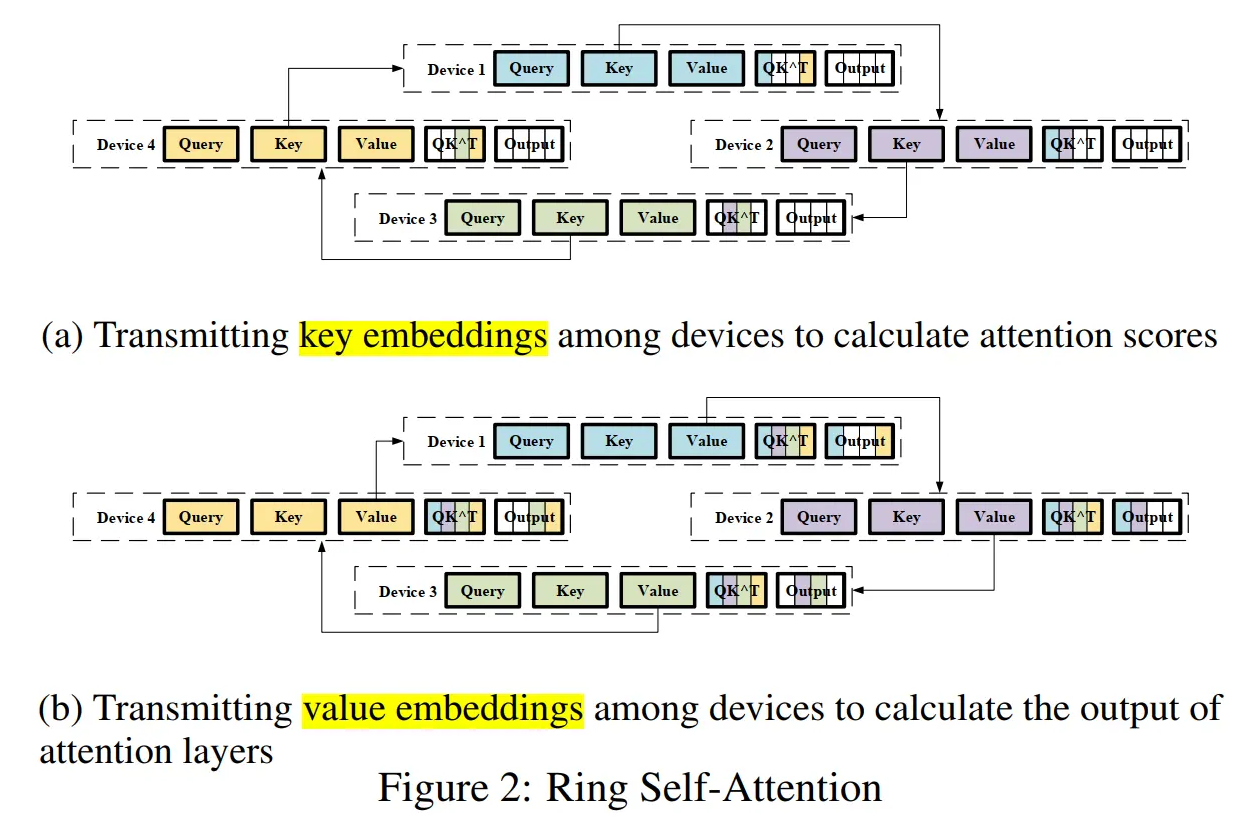 Device 1 Query Key Value QK^T Output
Device 4 Query Key Value QK^T Output
Device 2 Query Key Value QK^T Output
Device 3 Query Key Value QK^T Output
(a) Transmitting key embeddings among devices to calculate attention scores
Device 1 Query Key Value QK^T Output
Device 4 Query Key Value QK^T Output
Device 2 Query Key Value QK^T Output
Device 3 Query Key Value QK^T Output
(b) Transmitting value embeddings among devices to calculate the output of
attention layers
Figure 2: Ring Self-Attention